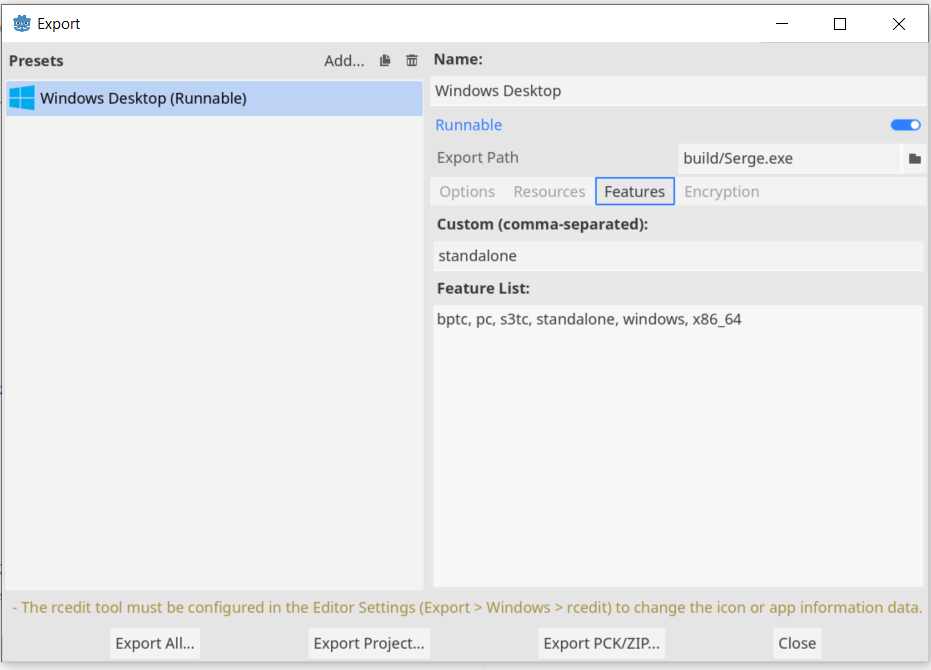 Export
Presets
Add...
Name:
Windows Desktop (Runnable)
Windows Desktop
Runnable
Export Path
build/Serge.exe
Options Resources Features Encryption
Custom (comma-separated):
standalone
Feature List:
bptc, pc, s3tc, standalone, windows, x86_64
- The rcedit tool must be configured in the Editor Settings (Export > Windows > rcedit) to change the icon or app information data.
Export All... Export Project... Export PCK/ZIP... Close